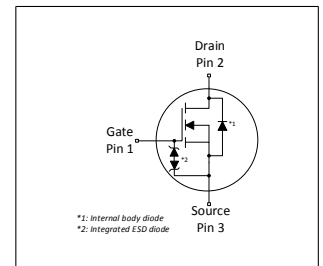 Drain
Pin 2
*1
Gate
Pin 1
*2
*1: Internal body diode
*2: Integrated ESD diode
Source
Pin 3